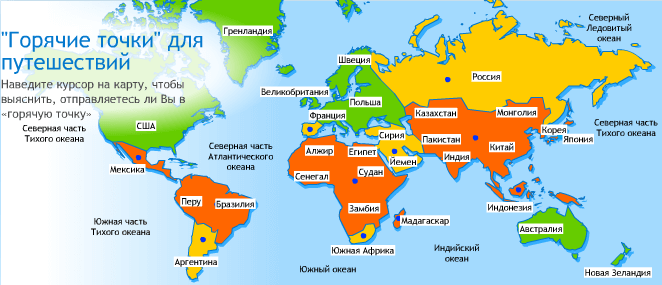 "Горячие точки" для
путешествий
Наведите курсор на карту, чтобы
выяснить, отправляетесь ли Вы в
«горячую точку»
Гренландия
Северный
Ледовитый
океан
Швеция
Россия
Великобритания
Польша
Франция
Казахстан
Монголия
США
Северная часть
Тихого океана
Северная часть
Атлантического
океана
Сирия
Пакистан
Корея
Япония
Северная часть
Тихого океана
Алжир
Египет
Йемен
Индия
Китай
Мексика
Сенегал
Судан
Перу
Бразилия
Замбия
Мадагаскар
Индонезия
Южная часть
Тихого океана
Австралия
Аргентина
Южная Африка
Индийский
океан
Южный океан
Новая Зеландия